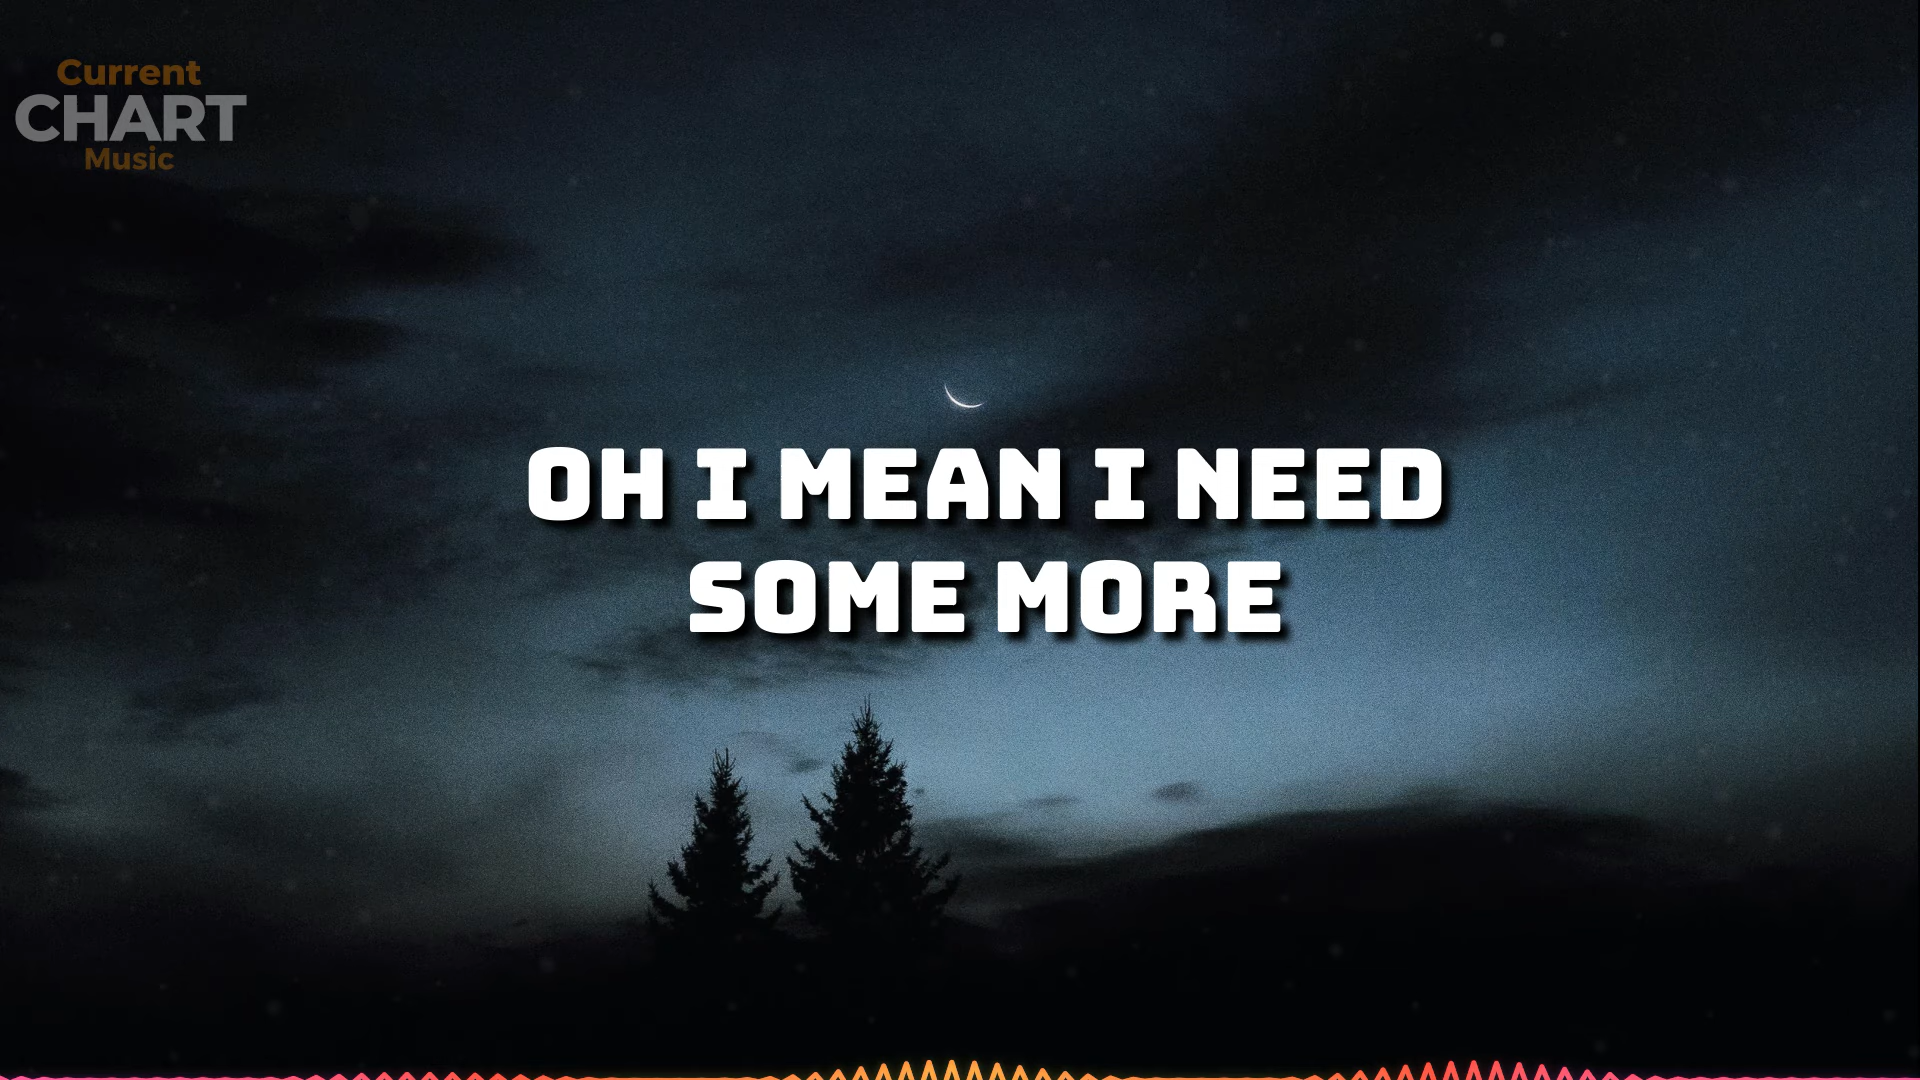 Current
CHART
Music
OH I MEAN I NEED
SOME MORE